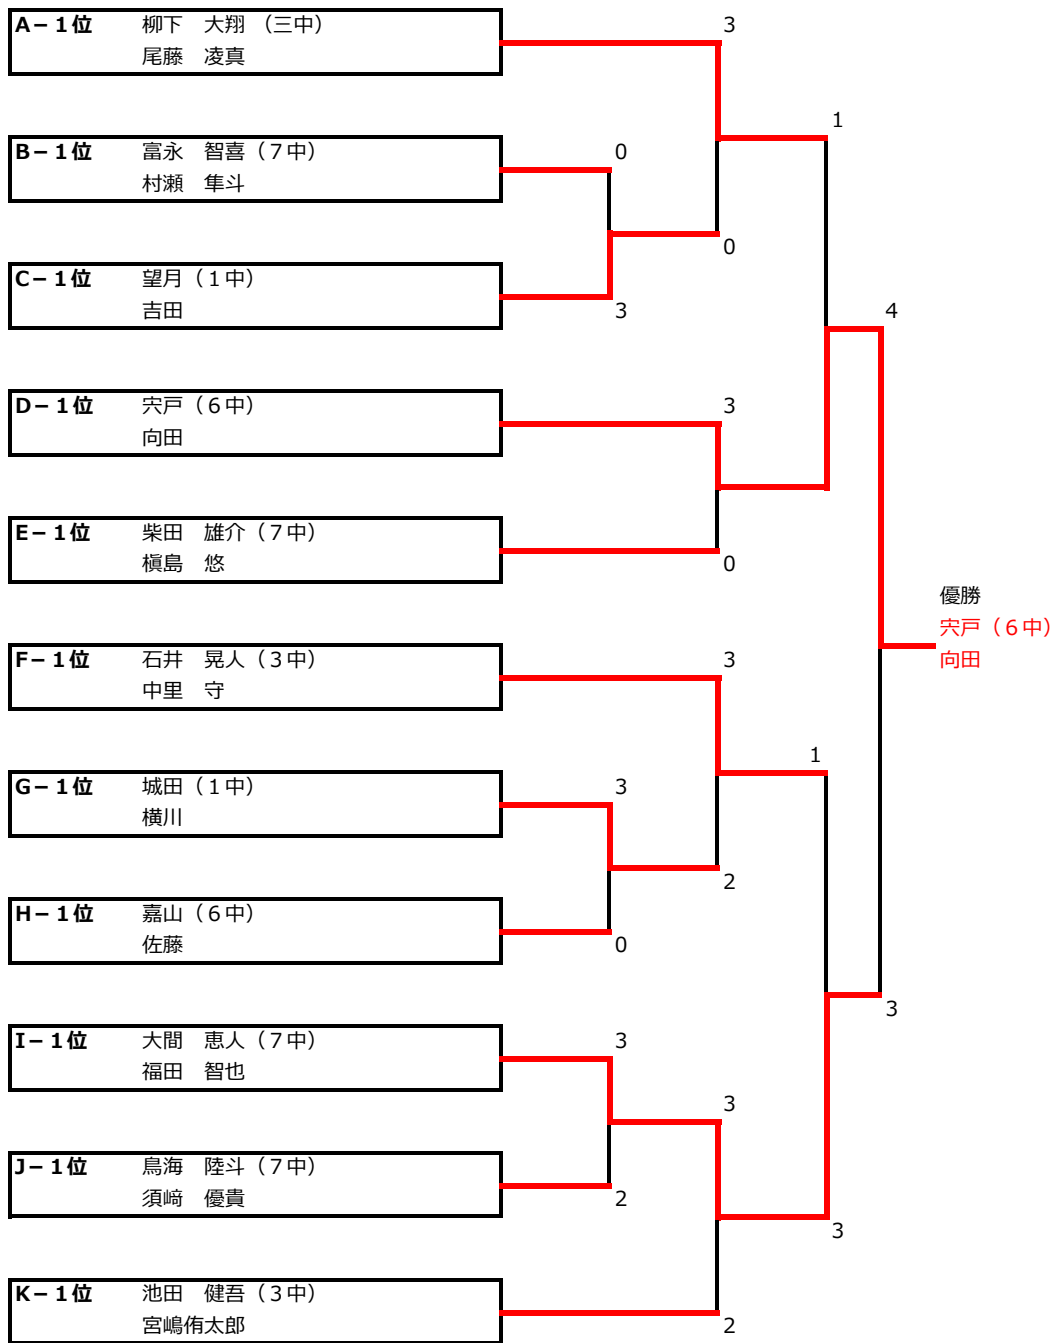 A－１位 柳下　大翔 （三中）
尾藤　凌真
3
1
B－１位 富永　智喜（７中）
村瀬　隼斗
0
0
C－１位 望月（１中）
吉田
3
4
D－１位 宍戸（６中）
向田
3
E－１位 柴田　雄介（７中）
槇島　悠
0
優勝
宍戸（６中）
向田
F－１位 石井　晃人（３中）
中里　守
3
1
G－１位 城田（１中）
横川
3
2
H－１位 嘉山（６中）
佐藤
0
3
I－１位 大間　恵人（７中）
福田　智也
3
3
J－１位 鳥海　陸斗（７中）
須﨑　優貴
2
3
K－１位 池田　健吾（３中）
宮嶋侑太郎
2